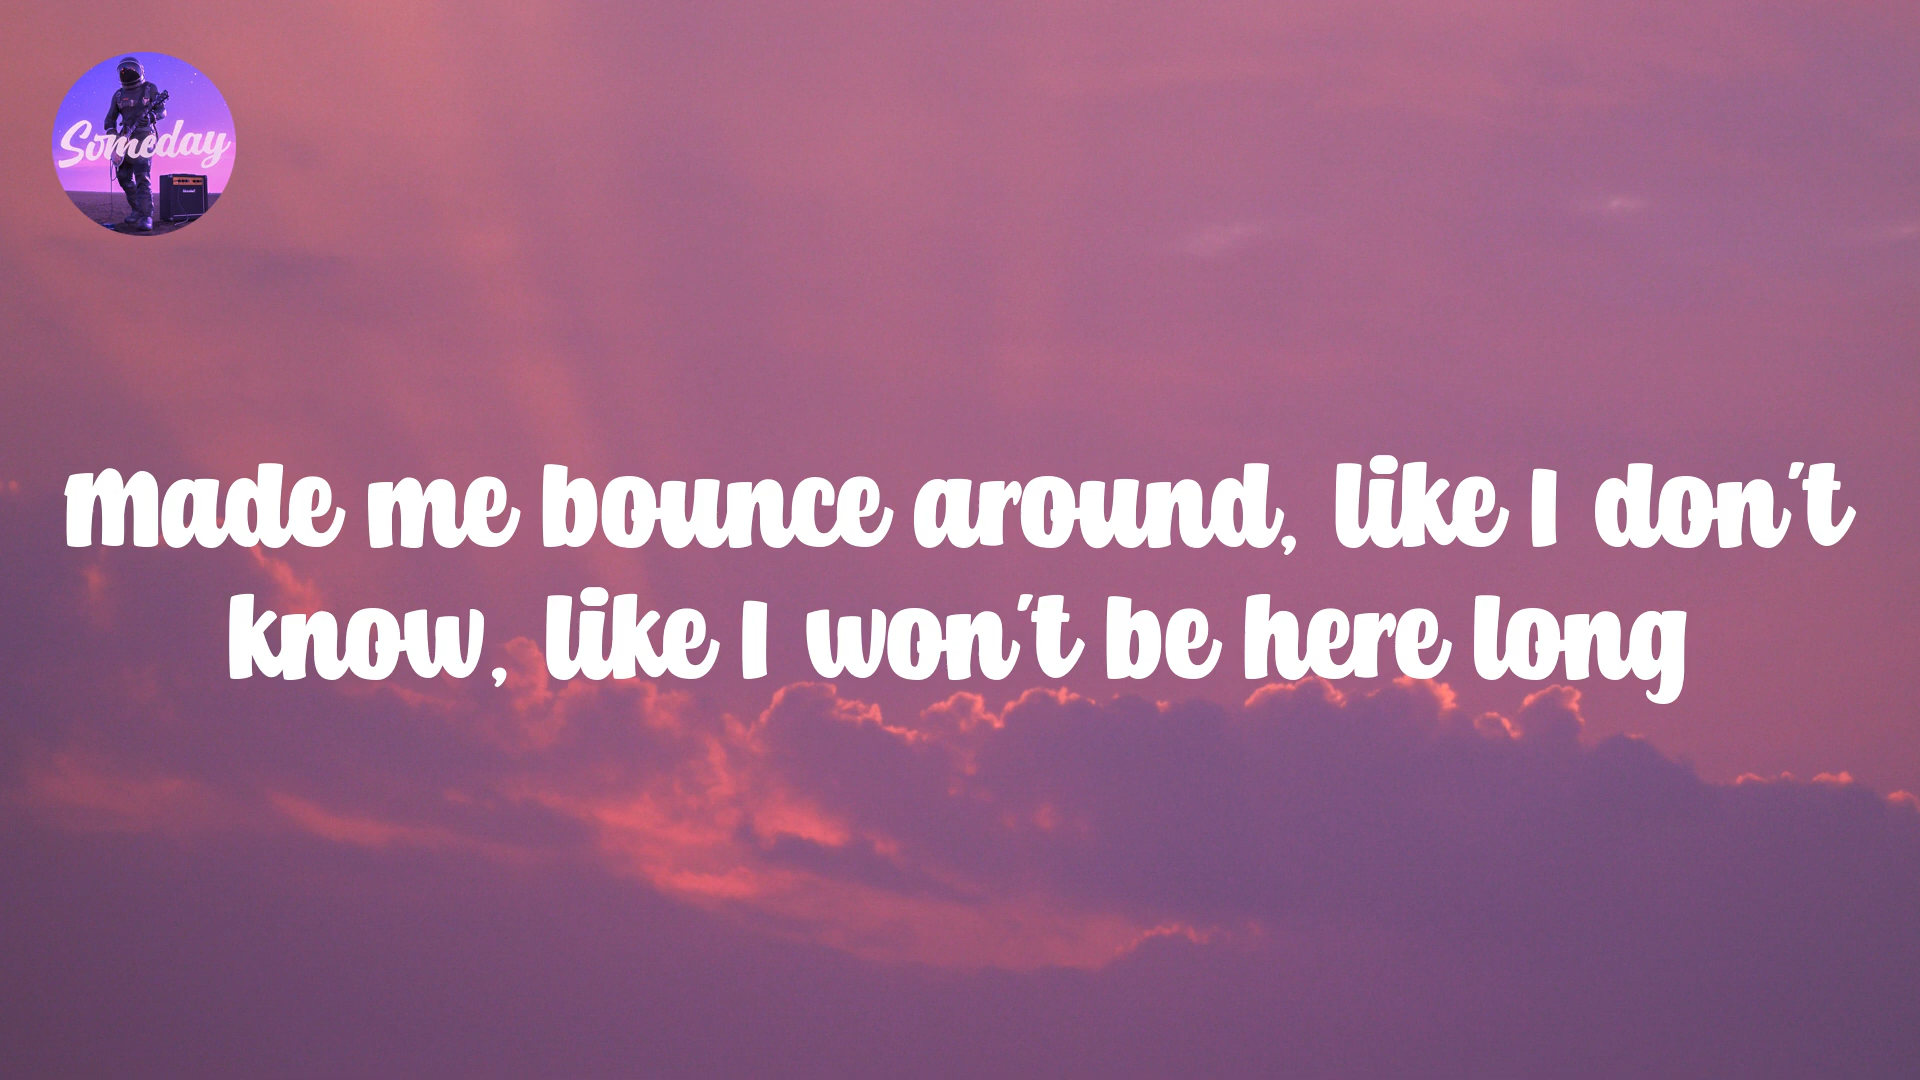 Someday
Made me bounce around, like I don't
know, like I won't be here long